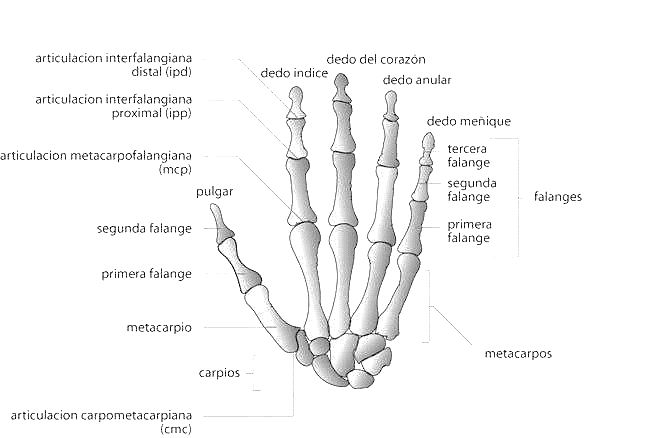 articulacion interfalangiana
distal (ipd)
dedo indice
dedo del corazón
dedo anular
articulacion interfalangiana
proximal (ipp)
dedo meñique
articulacion metacarpofalangiana
(mcp)
tercera
falange
segunda
falange
falanges
pulgar
segunda falange
primera
falange
primera falange
metacarpio
metacarpos
carpios
articulacion carpometacarpiana
(cmc)